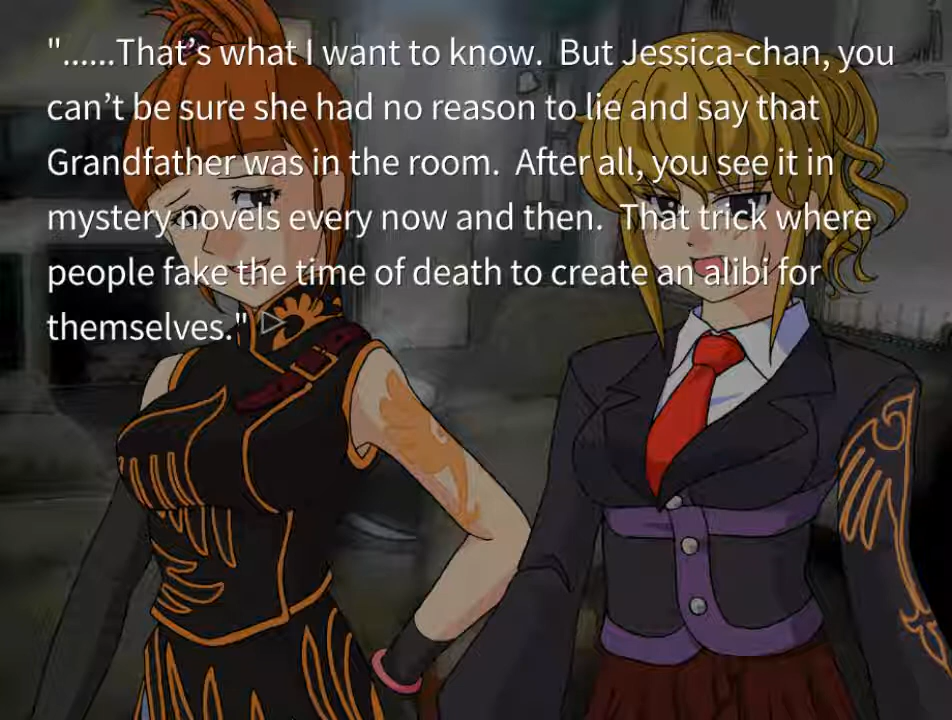 "......That’s what I want to know.  But Jessica-chan, you
can’t be sure she had no reason to lie and say that
Grandfather was in the room.  After all, you see it in
mystery novels every now and then.  That trick where
people fake the time of death to create an alibi for
themselves."